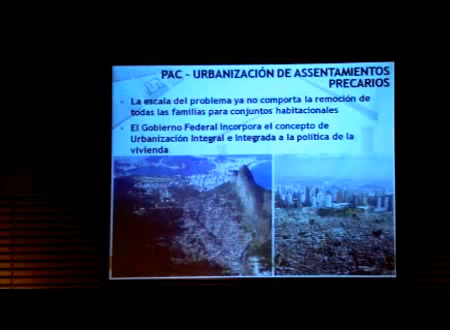 PAC – URBANIZACIÓN DE ASSENTAMIENTOS
PRECARIOS
• La escala del problema ya no comporta la remoción de
todas las familias para conjuntos habitacionales
• El Gobierno Federal incorpora el concepto de
Urbanización Integral e Integrada a la política de la
vivienda